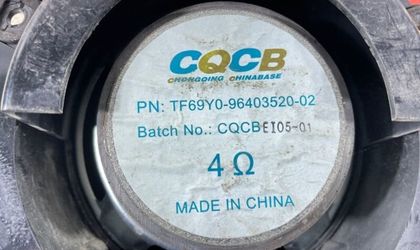 CQCB
CHONGQING CHINABASE
PN: TF69Y0-96403520-02
Batch No.: CQCBEI05-01
4Ω
MADE IN CHINA